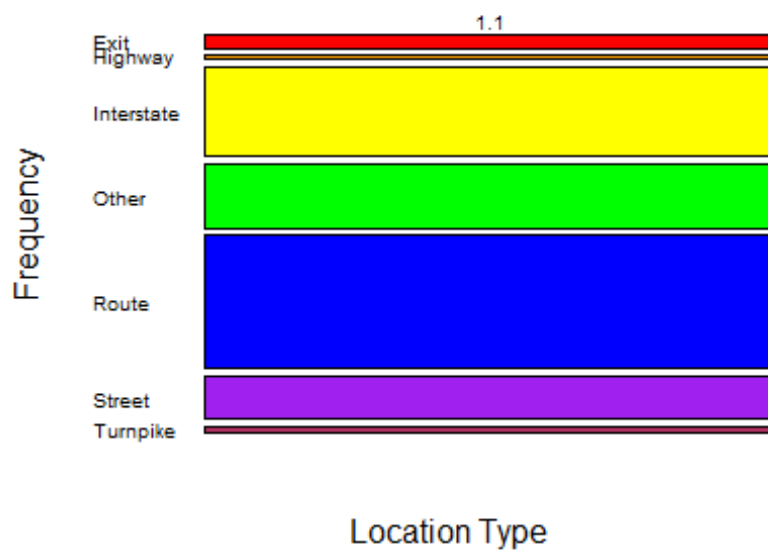 1.1
Exit
Highway
Interstate
Other
Route
Street
Turnpike
Frequency
Location Type